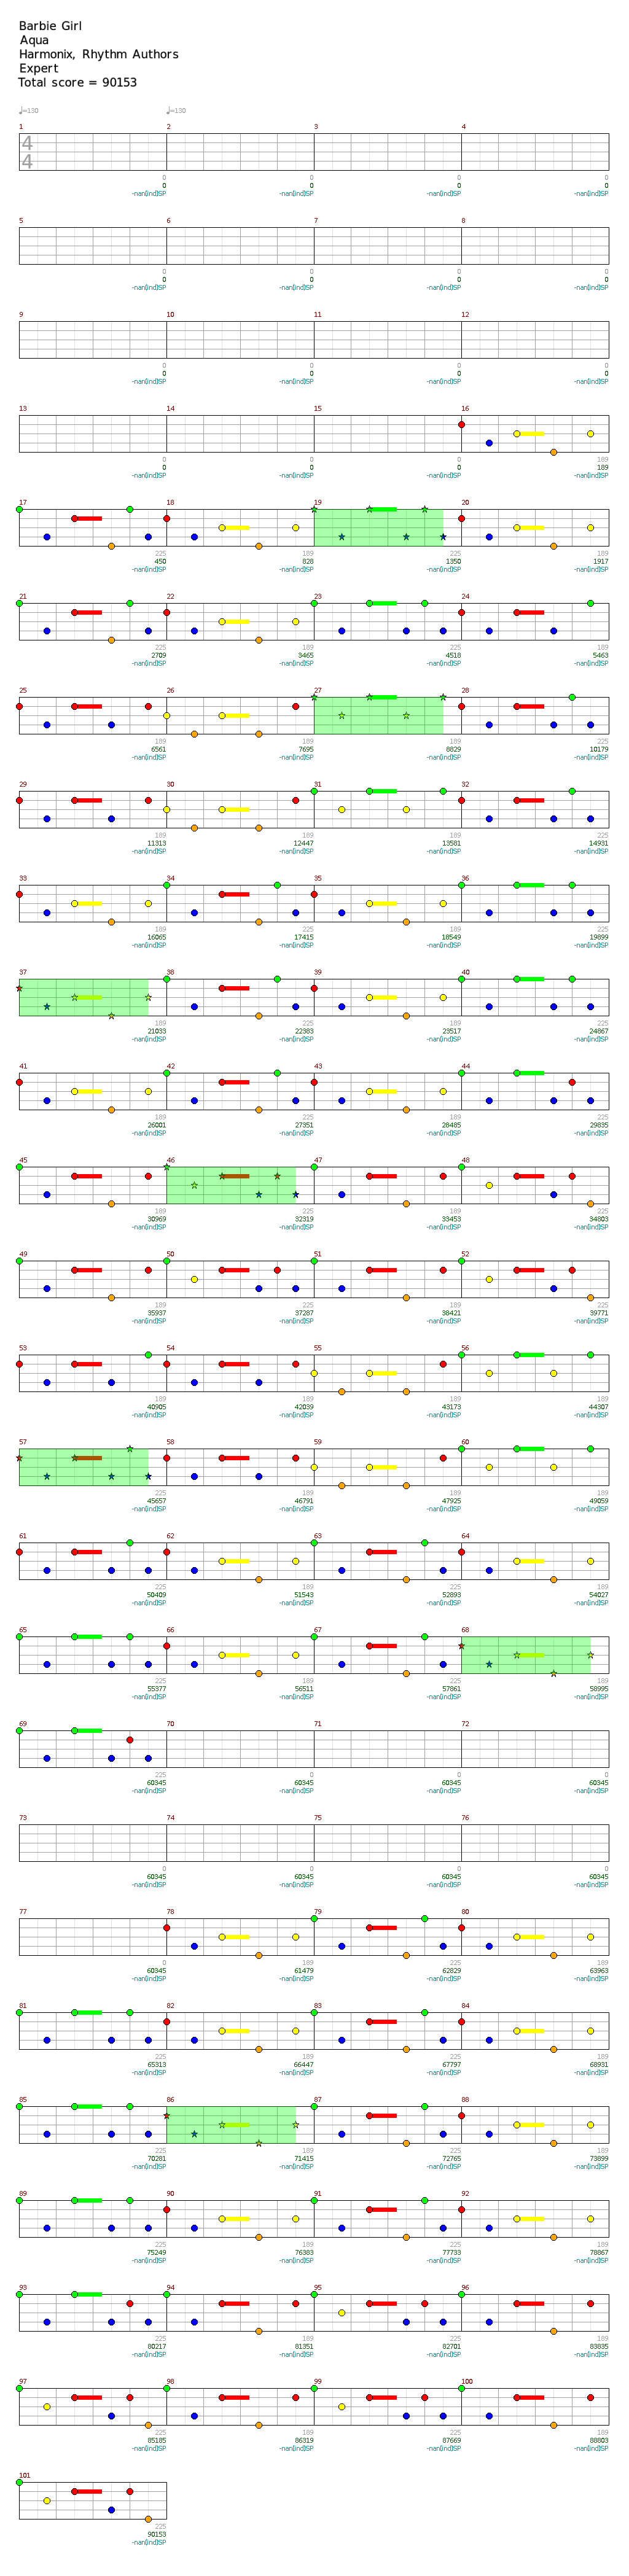 Barbie Girl
Aqua
Harmonix, Rhythm Authors
Expert
Total score = 90153
♩=130 ♩=130
1 2 3 4
4
4
0 0 0 0
0 0 0 0
-nan(ind)SP -nan(ind)SP -nan(ind)SP -nan(ind)SP
5 6 7 8
0 0 0 0
0 0 0 0
-nan(ind)SP -nan(ind)SP -nan(ind)SP -nan(ind)SP
9 10 11 12
0 0 0 0
0 0 0 0
-nan(ind)SP -nan(ind)SP -nan(ind)SP -nan(ind)SP
13 14 15 16
0 0 0 189
0 0 0 189
-nan(ind)SP -nan(ind)SP -nan(ind)SP -nan(ind)SP
17 18 19 20
225 189 225 189
450 828 1350 1917
-nan(ind)SP -nan(ind)SP -nan(ind)SP -nan(ind)SP
21 22 23 24
225 189 225 189
2709 3465 4518 5463
-nan(ind)SP -nan(ind)SP -nan(ind)SP -nan(ind)SP
25 26 27 28
189 189 189 225
6561 7695 8829 10179
-nan(ind)SP -nan(ind)SP -nan(ind)SP -nan(ind)SP
29 30 31 32
189 189 189 225
11313 12447 13581 14931
-nan(ind)SP -nan(ind)SP -nan(ind)SP -nan(ind)SP
33 34 35 36
189 225 189 225
16065 17415 18549 19899
-nan(ind)SP -nan(ind)SP -nan(ind)SP -nan(ind)SP
37 38 39 40
189 225 189 225
21033 22383 23517 24867
-nan(ind)SP -nan(ind)SP -nan(ind)SP -nan(ind)SP
41 42 43 44
189 225 189 225
26001 27351 28485 29835
-nan(ind)SP -nan(ind)SP -nan(ind)SP -nan(ind)SP
45 46 47 48
189 225 189 225
30969 32319 33453 34803
-nan(ind)SP -nan(ind)SP -nan(ind)SP -nan(ind)SP
49 50 51 52
189 225 189 225
35937 37287 38421 39771
-nan(ind)SP -nan(ind)SP -nan(ind)SP -nan(ind)SP
53 54 55 56
189 189 189 189
40905 42039 43173 44307
-nan(ind)SP -nan(ind)SP -nan(ind)SP -nan(ind)SP
57 58 59 60
225 189 189 189
45657 46791 47925 49059
-nan(ind)SP -nan(ind)SP -nan(ind)SP -nan(ind)SP
61 62 63 64
225 189 225 189
50409 51543 52893 54027
-nan(ind)SP -nan(ind)SP -nan(ind)SP -nan(ind)SP
65 66 67 68
225 189 225 189
55377 56511 57861 58995
-nan(ind)SP -nan(ind)SP -nan(ind)SP -nan(ind)SP
69 70 71 72
225 0 0 0
60345 60345 60345 60345
-nan(ind)SP -nan(ind)SP -nan(ind)SP -nan(ind)SP
73 74 75 76
0 0 0 0
60345 60345 60345 60345
-nan(ind)SP -nan(ind)SP -nan(ind)SP -nan(ind)SP
77 78 79 80
0 189 225 189
60345 61479 62829 63963
-nan(ind)SP -nan(ind)SP -nan(ind)SP -nan(ind)SP
81 82 83 84
225 189 225 189
65313 66447 67797 68931
-nan(ind)SP -nan(ind)SP -nan(ind)SP -nan(ind)SP
85 86 87 88
225 189 225 189
70281 71415 72765 73899
-nan(ind)SP -nan(ind)SP -nan(ind)SP -nan(ind)SP
89 90 91 92
225 189 225 189
75249 76383 77733 78867
-nan(ind)SP -nan(ind)SP -nan(ind)SP -nan(ind)SP
93 94 95 96
225 189 225 189
80217 81351 82701 83835
-nan(ind)SP -nan(ind)SP -nan(ind)SP -nan(ind)SP
97 98 99 100
225 189 225 189
85185 86319 87669 88803
-nan(ind)SP -nan(ind)SP -nan(ind)SP -nan(ind)SP
101
225
90153
-nan(ind)SP